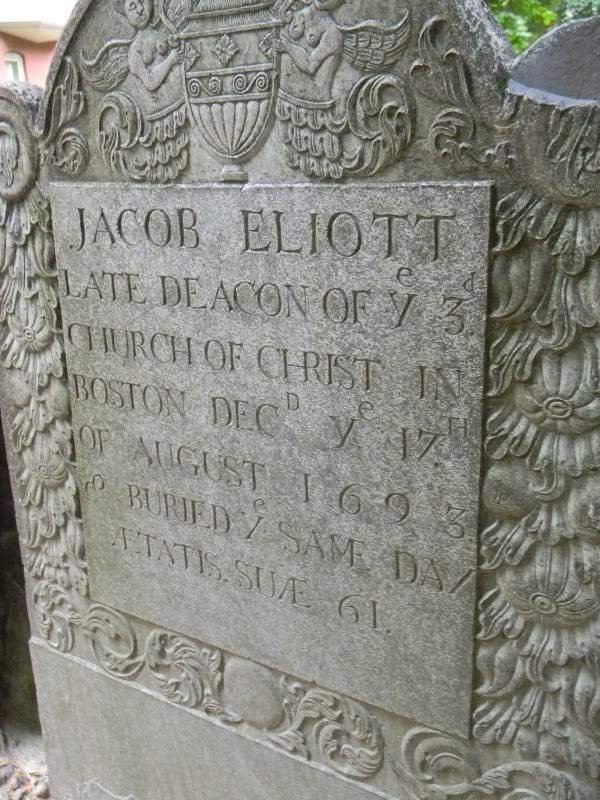 JACOB ELIOTT
LATE DEACON OF yᵉ 3ᵈ
CHURCH OF CHRIST IN
BOSTON DECᴰ yᵉ 17ᵀᴴ
OF AUGUST 1693
& BURIED yᵉ SAME DAY
ÆTATIS. SUÆ 61.